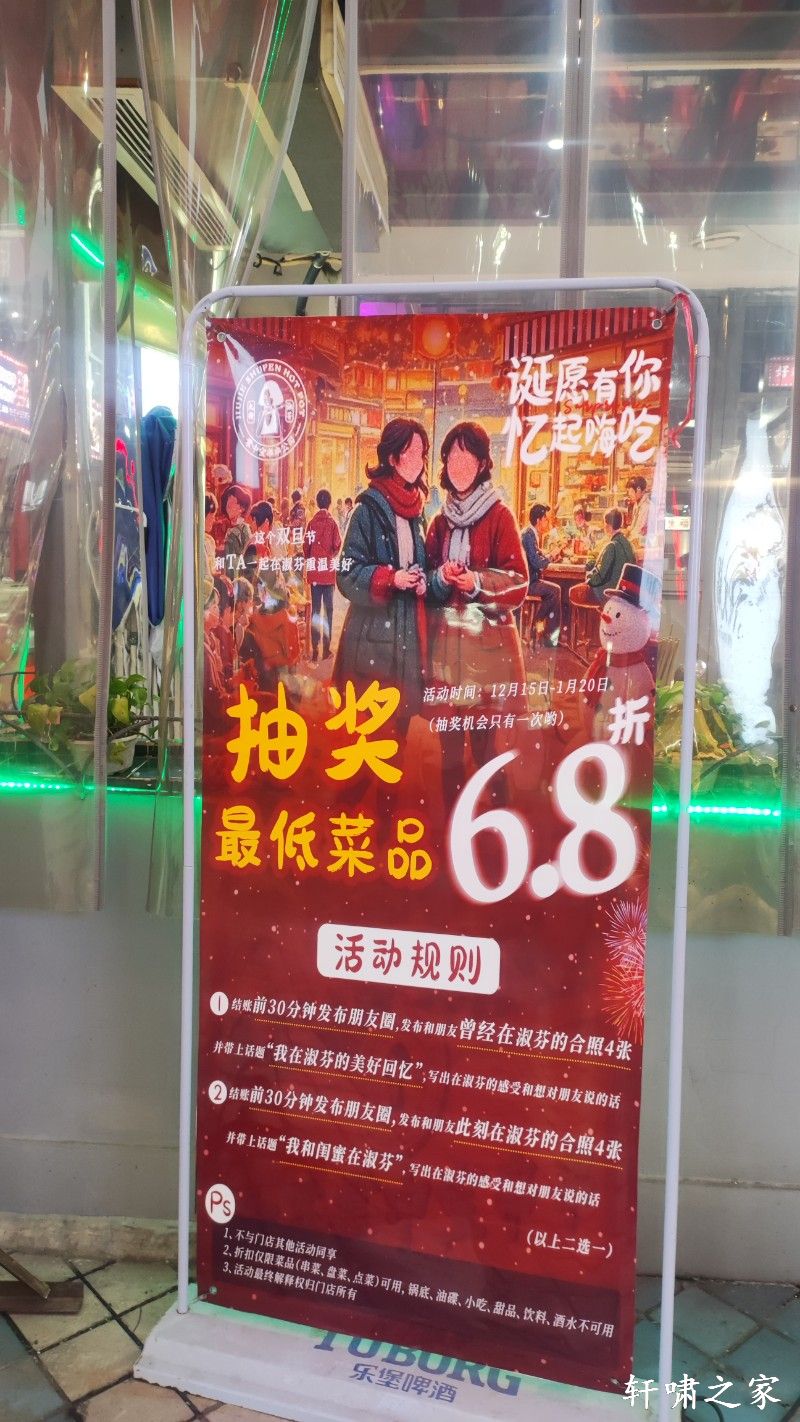 SHUFEN HOT POT
诞愿有你
忆起嗨吃
这个双旦节
和TA一起在淑芬重温美好
活动时间：12月15日-1月20日
（抽奖机会只有一次哟）
抽奖
最低菜品6.8折
活动规则
1 结账前30分钟发布朋友圈,发布和朋友曾经在淑芬的合照4张
并带上话题“我在淑芬的美好回忆”,写出在淑芬的感受和想对朋友说的话
2 结账前30分钟发布朋友圈,发布和朋友此刻在淑芬的合照4张
并带上话题“我和闺蜜在淑芬”,写出在淑芬的感受和想对朋友说的话
（以上二选一）
Ps
1、不与门店其他活动同享
2、折扣仅限菜品(串菜、盘菜、点菜)可用,锅底、油碟、小吃、甜品、饮料、酒水不可用
3、活动最终解释权归门店所有
TUBORG
乐堡啤酒
轩啸之家